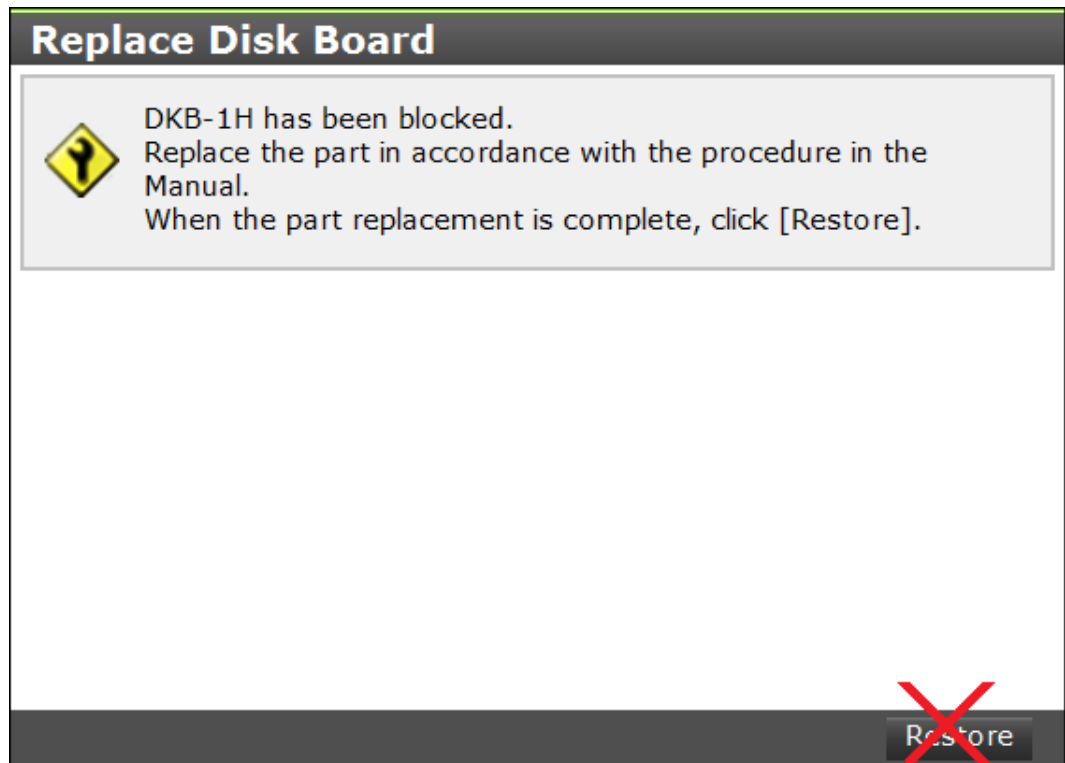 Replace Disk Board
DKB-1H has been blocked.
Replace the part in accordance with the procedure in the
Manual.
When the part replacement is complete, click [Restore].
Restore